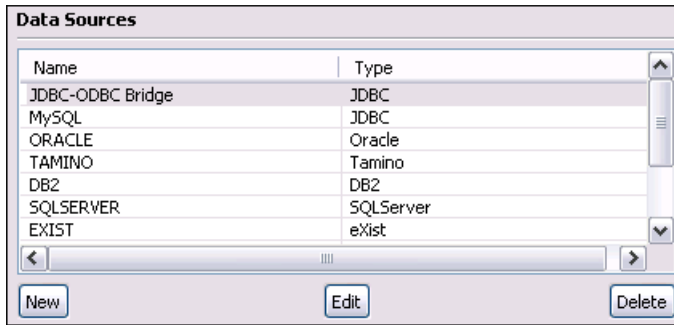 Data Sources
Name Type
JDBC-ODBC Bridge JDBC
MySQL JDBC
ORACLE Oracle
TAMINO Tamino
DB2 DB2
SQLSERVER SQLServer
EXIST eXist
New Edit Delete